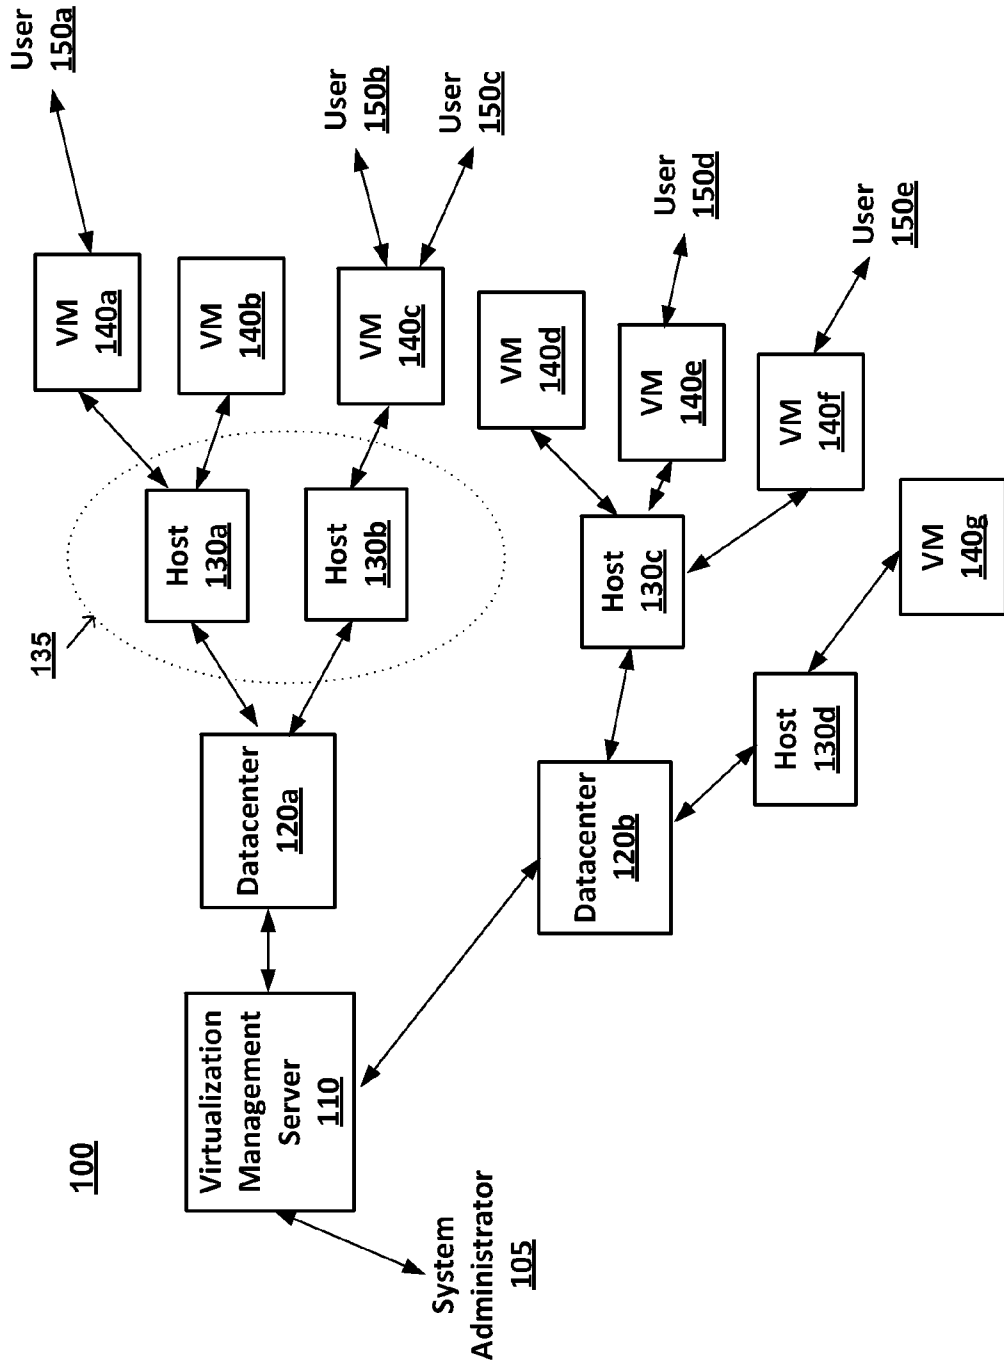 100
System
Administrator
105
Virtualization
Management
Server
110
Datacenter
120a
Datacenter
120b
135
Host
130a
Host
130b
Host
130c
Host
130d
VM
140a
VM
140b
VM
140c
VM
140d
VM
140e
VM
140f
VM
140g
User
150a
User
150b
User
150c
User
150d
User
150e